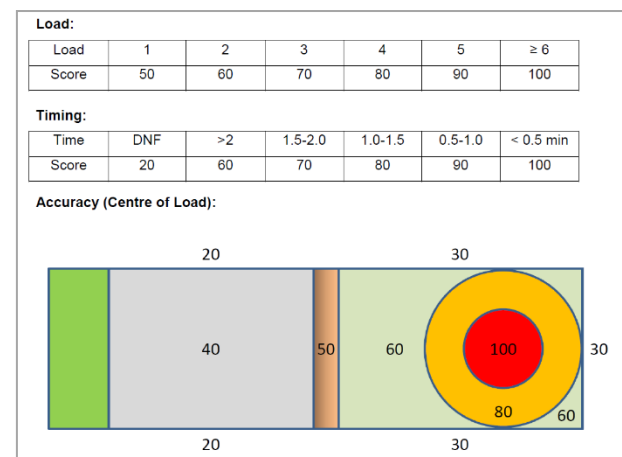 Load:
Load 1 2 3 4 5 ≥ 6
Score 50 60 70 80 90 100
Timing:
Time DNF >2 1.5-2.0 1.0-1.5 0.5-1.0 < 0.5 min
Score 20 60 70 80 90 100
Accuracy (Centre of Load):
20 30
40 50 60 100 30
80 60
20 30